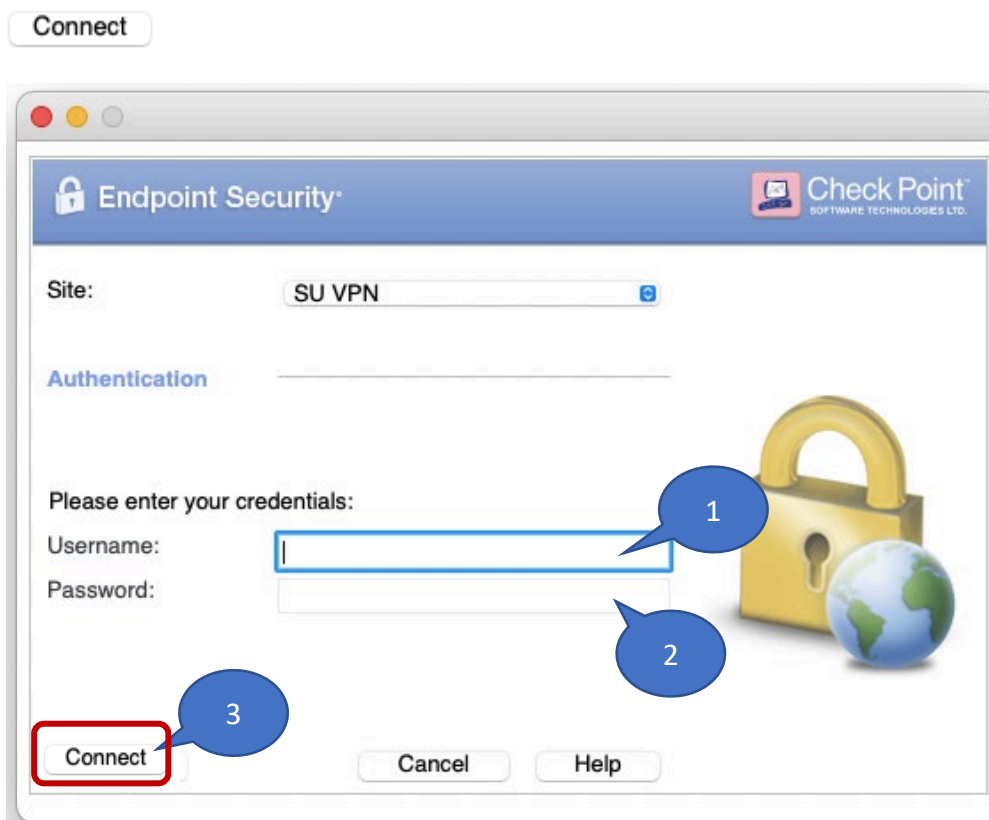 Connect
Endpoint Security
Check Point™
SOFTWARE TECHNOLOGIES LTD.
Site:
SU VPN
Authentication
Please enter your credentials:
1
Username:
Password:
2
3
Connect
Cancel
Help